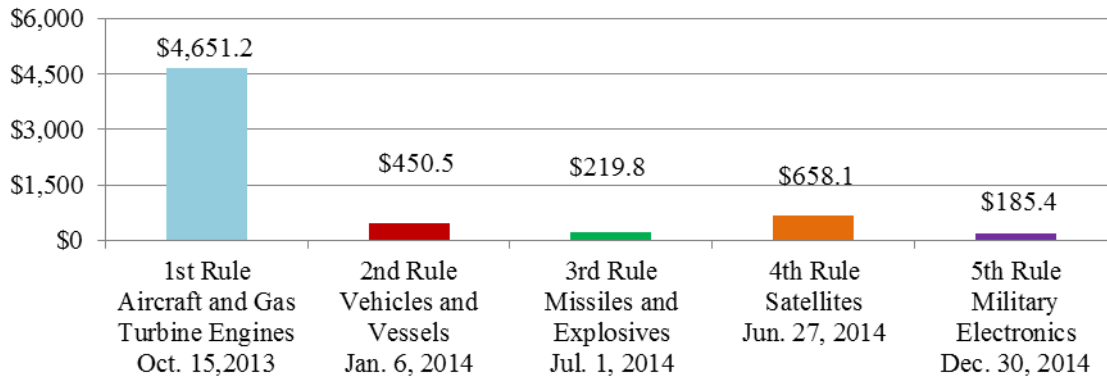 $6,000
$4,651.2
$4,500
$3,000
$450.5
$219.8
$658.1
$1,500
$185.4
$0
1st Rule
Aircraft and Gas
Turbine Engines
Oct. 15,2013
2nd Rule
Vehicles and
Vessels
Jan. 6, 2014
3rd Rule
Missiles and
Explosives
Jul. 1, 2014
4th Rule
Satellites
Jun. 27, 2014
5th Rule
Military
Electronics
Dec. 30, 2014